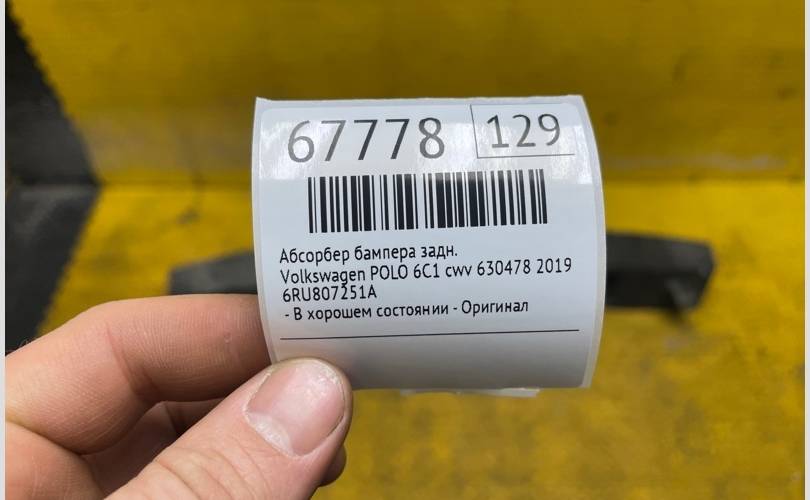 67778 129
Абсорбер бампера задн.
Volkswagen POLO 6C1 cwv 630478 2019
6RU807251A
- В хорошем состоянии - Оригинал